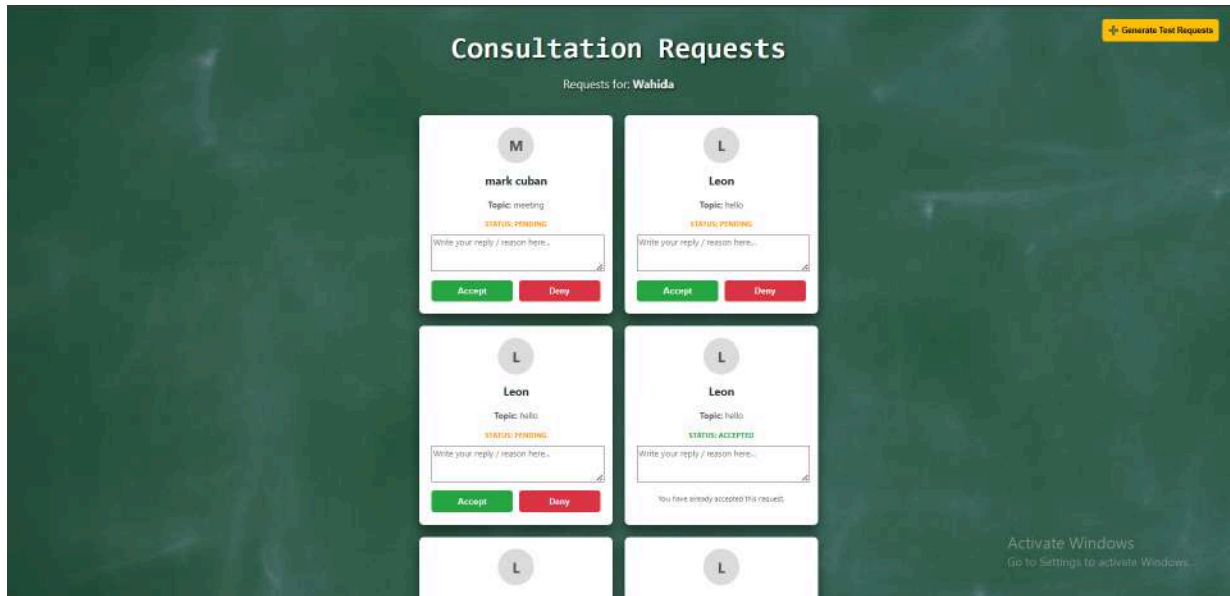 Consultation Requests
Generate Test Requests
Requests for: Wahida
M
mark cuban
Topic: meeting
STATUS: PENDING
Write your reply / reason here...
Accept Deny
L
Leon
Topic: hello
STATUS: PENDING
Write your reply / reason here...
Accept Deny
L
Leon
Topic: hello
STATUS: PENDING
Write your reply / reason here...
Accept Deny
L
Leon
Topic: hello
STATUS: ACCEPTED
Write your reply / reason here...
You have already accepted this request.
L
L
Activate Windows
Go to Settings to activate Windows.